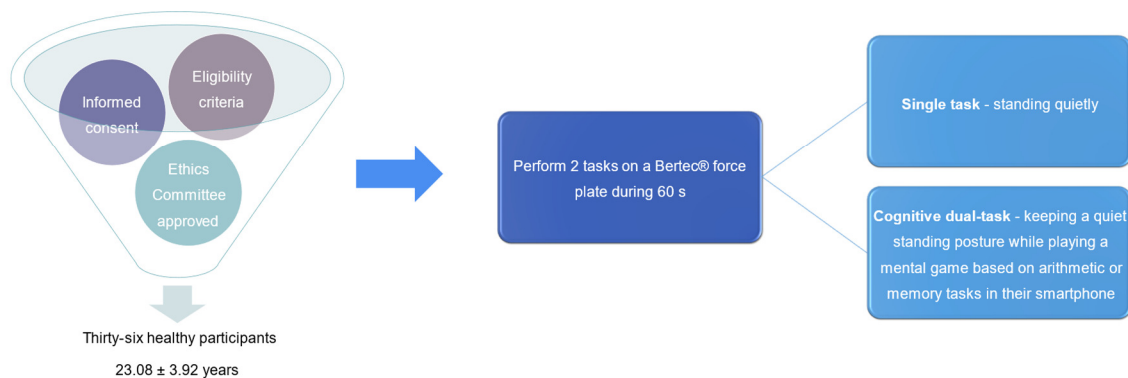 Eligibility
criteria
Informed
consent
Ethics
Committee
approved
Thirty-six healthy participants
23.08 ± 3.92 years
Perform 2 tasks on a Bertec® force
plate during 60 s
Single task - standing quietly
Cognitive dual-task - keeping a quiet
standing posture while playing a
mental game based on arithmetic or
memory tasks in their smartphone